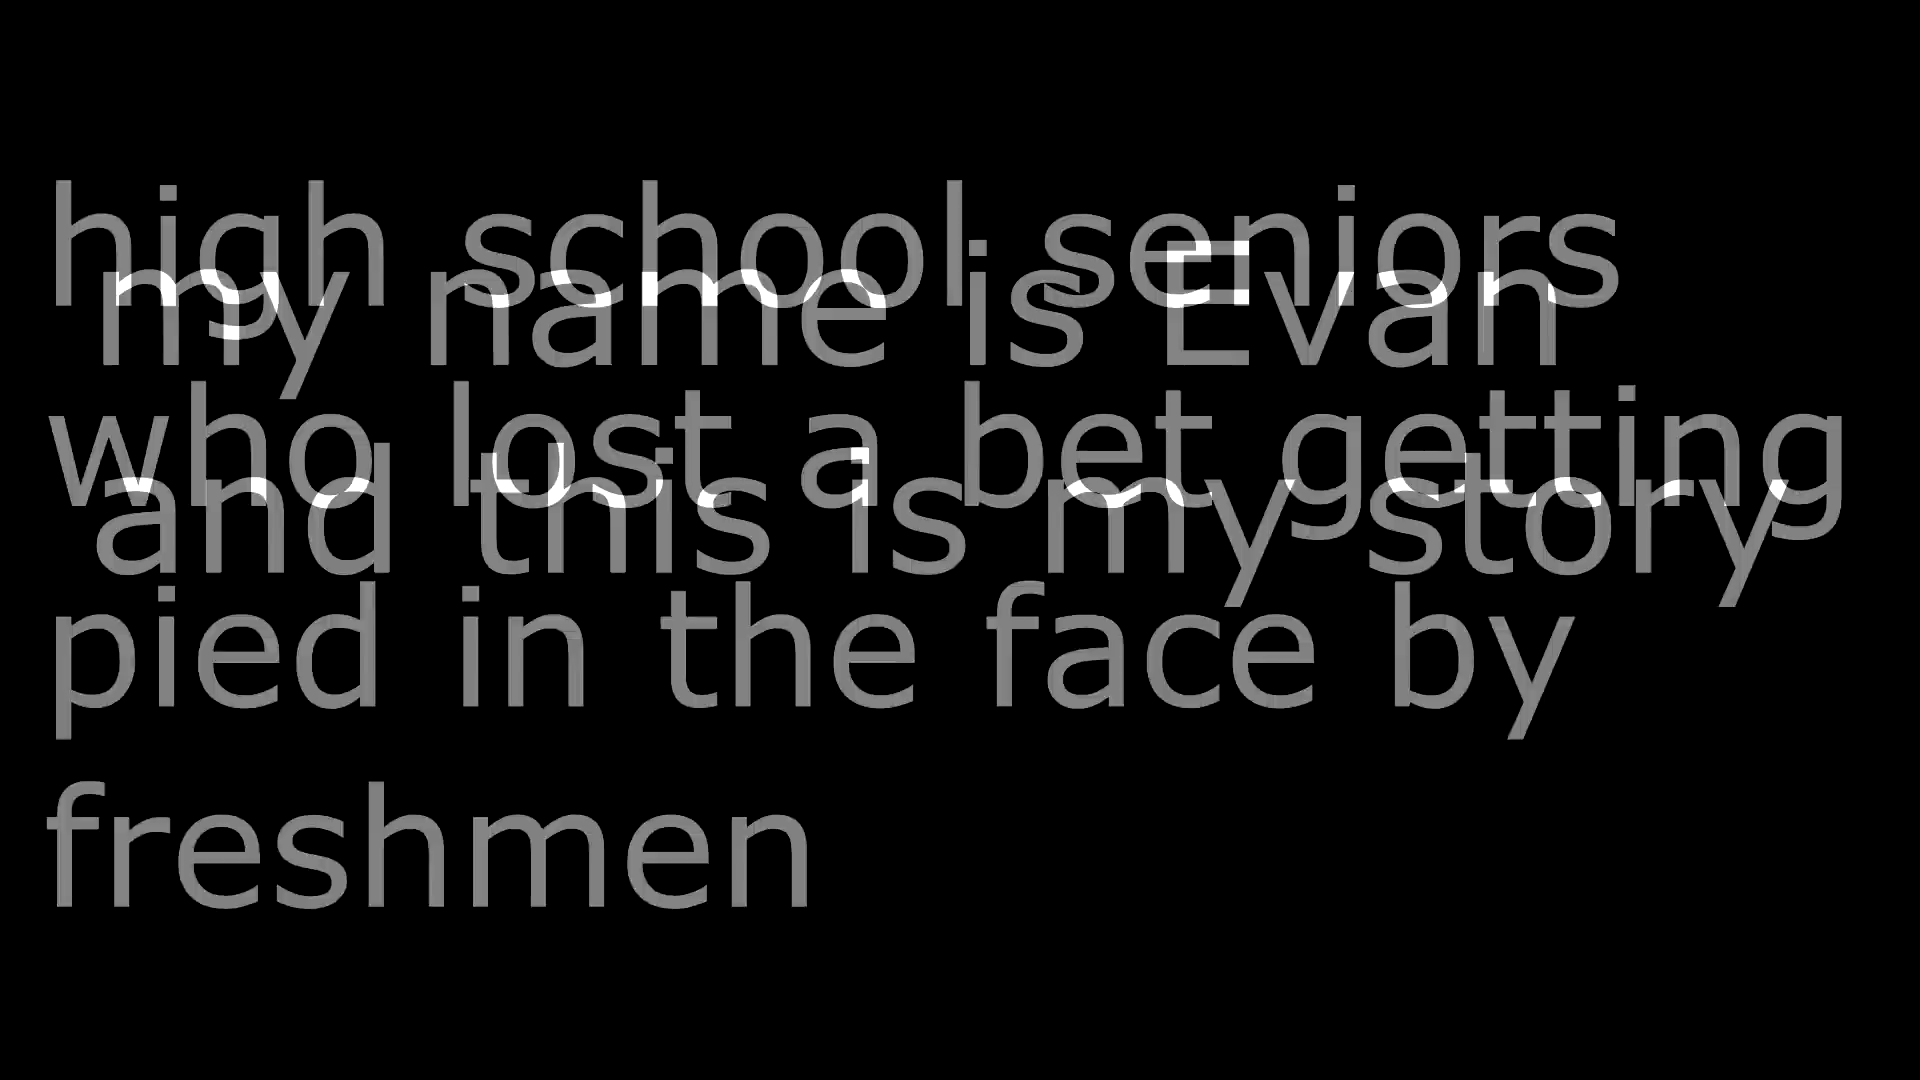 high school seniors
my name is Evan
who lost a bet getting
and this is my story
pied in the face by
freshmen